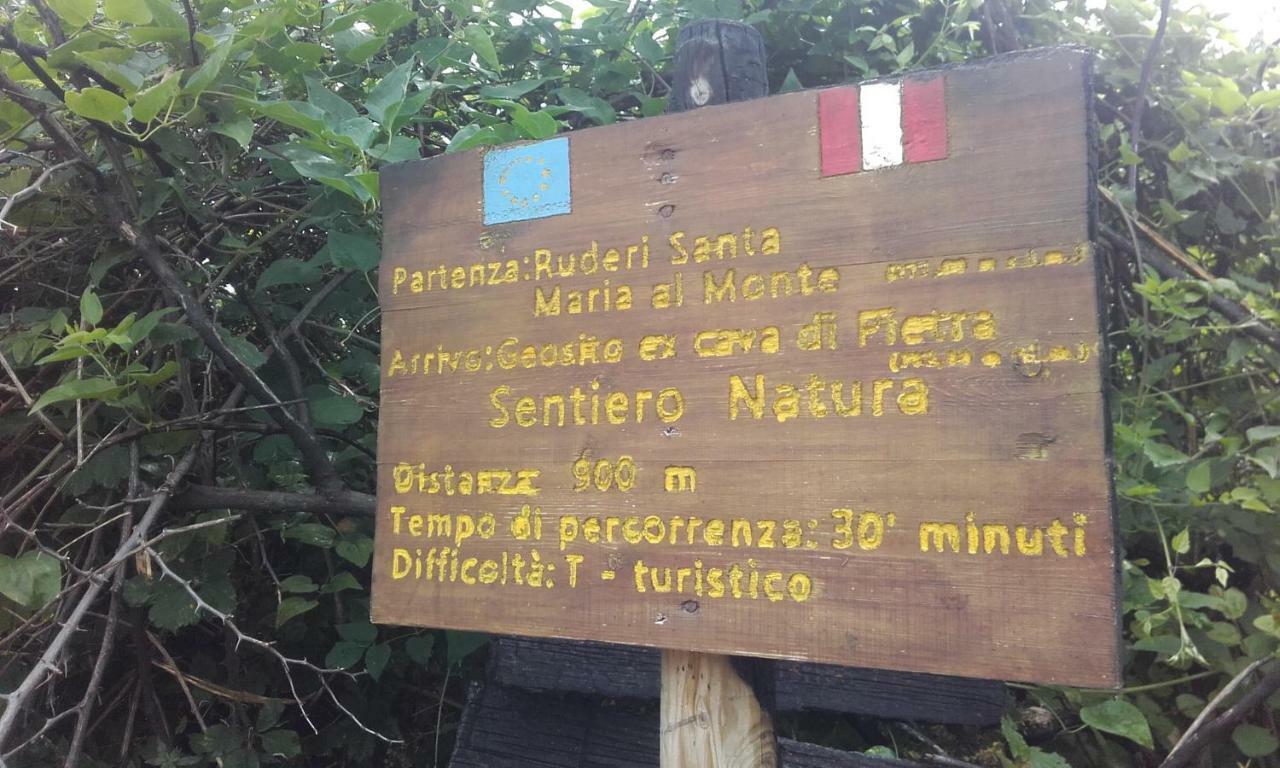 Partenza: Ruderi Santa
Maria al Monte
Arrivo: Geosito ex cava di Pietra
Sentiero Natura
Distanza 900 m
Tempo di percorrenza: 30' minuti
Difficoltà: T - turistico